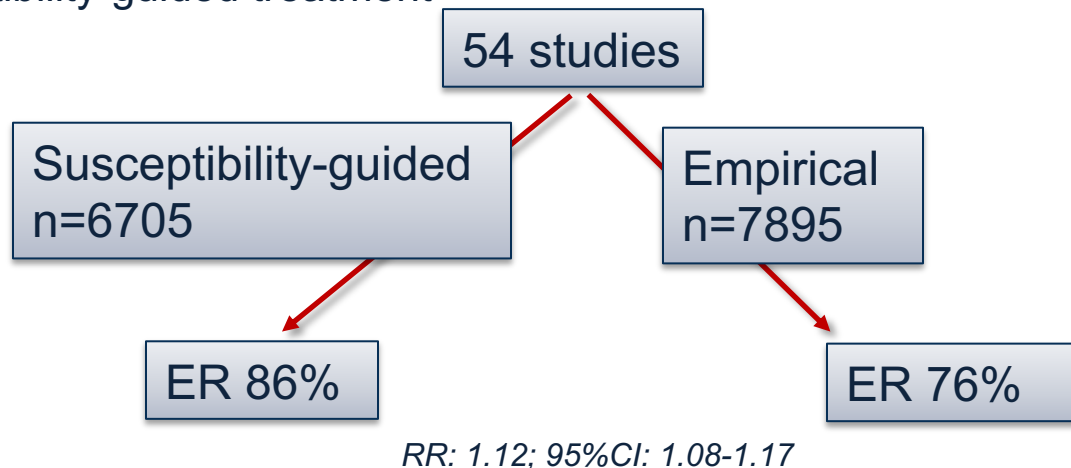 54 studies
Susceptibility-guided
n=6705
Empirical
n=7895
ER 86%
ER 76%
RR: 1.12; 95%CI: 1.08-1.17